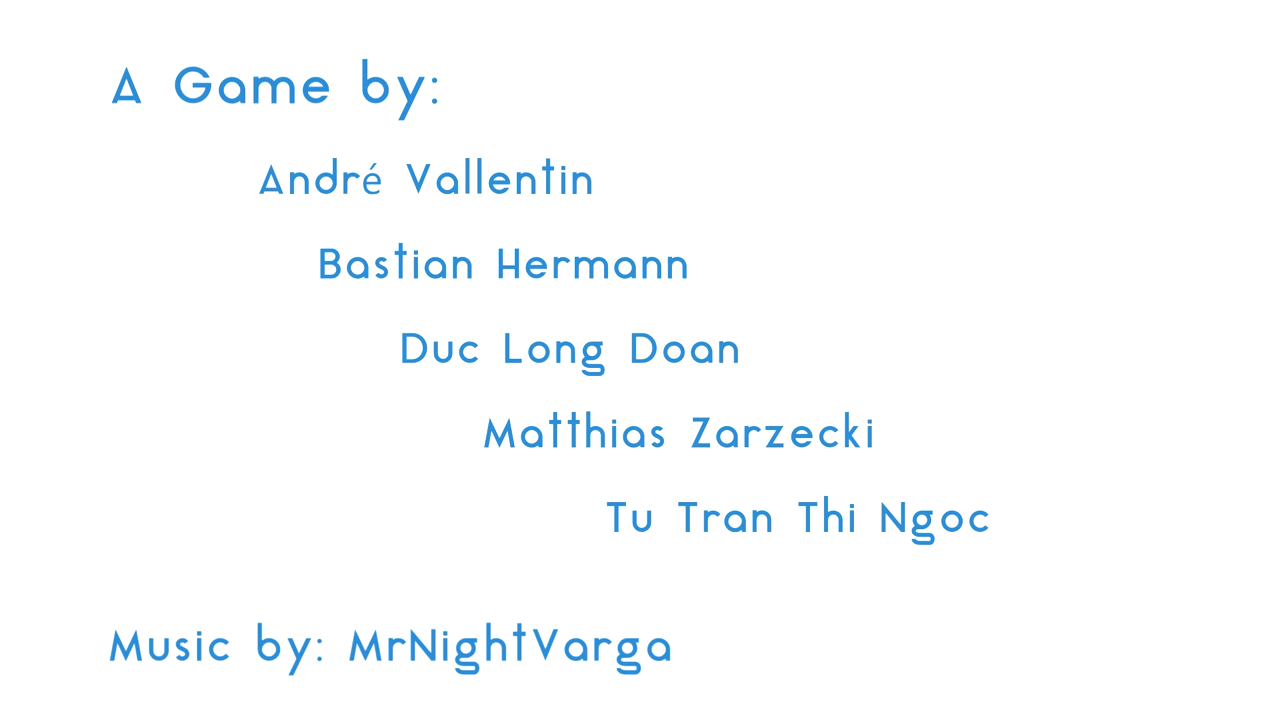 A Game by:
André Vallentin
Bastian Hermann
Duc Long Doan
Matthias Zarzecki
Tu Tran Thi Ngoc
Music by: MrNightVarga